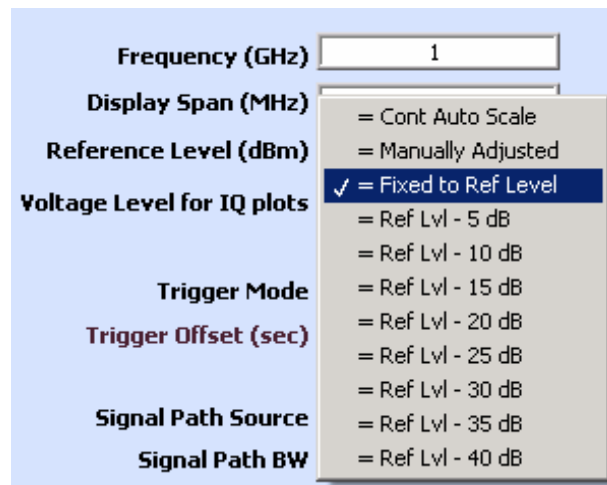 Frequency (GHz) 1
Display Span (MHz)
= Cont Auto Scale
Reference Level (dBm)
= Manually Adjusted
✓ = Fixed to Ref Level
Voltage Level for IQ plots
= Ref Lvl - 5 dB
= Ref Lvl - 10 dB
Trigger Mode
= Ref Lvl - 15 dB
= Ref Lvl - 20 dB
Trigger Offset (sec)
= Ref Lvl - 25 dB
= Ref Lvl - 30 dB
Signal Path Source
= Ref Lvl - 35 dB
Signal Path BW
= Ref Lvl - 40 dB